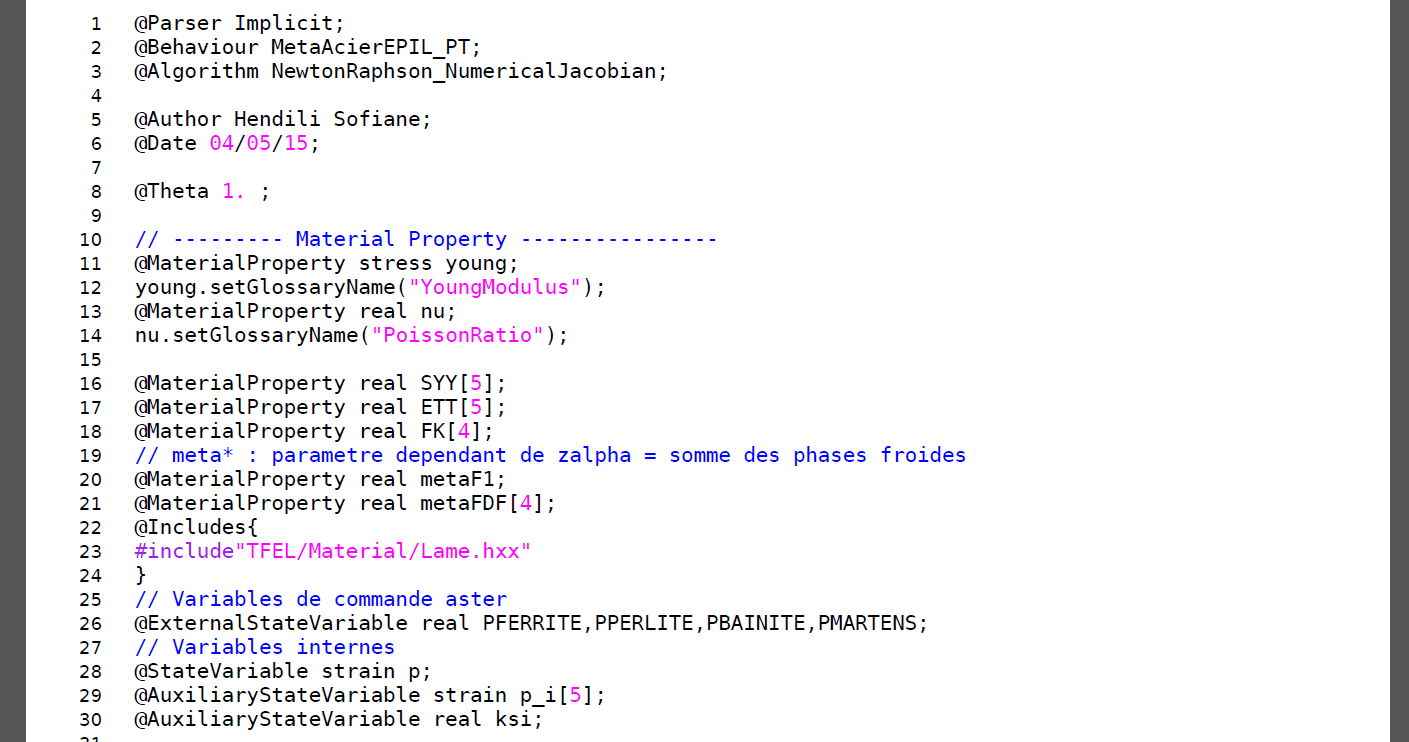 1 @Parser Implicit;
2 @Behaviour MetaAcierEPIL_PT;
3 @Algorithm NewtonRaphson_NumericalJacobian;
4
5 @Author Hendili Sofiane;
6 @Date 04/05/15;
7
8 @Theta 1. ;
9
10 // --------- Material Property ----------------
11 @MaterialProperty stress young;
12 young.setGlossaryName("YoungModulus");
13 @MaterialProperty real nu;
14 nu.setGlossaryName("PoissonRatio");
15
16 @MaterialProperty real SYY[5];
17 @MaterialProperty real ETT[5];
18 @MaterialProperty real FK[4];
19 // meta* : parametre dependant de zalpha = somme des phases froides
20 @MaterialProperty real metaF1;
21 @MaterialProperty real metaFDF[4];
22 @Includes{
23 #include"TFEL/Material/Lame.hxx"
24 }
25 // Variables de commande aster
26 @ExternalStateVariable real PFERRITE,PPERLITE,PBAINITE,PMARTENS;
27 // Variables internes
28 @StateVariable strain p;
29 @AuxiliaryStateVariable strain p_i[5];
30 @AuxiliaryStateVariable real ksi;